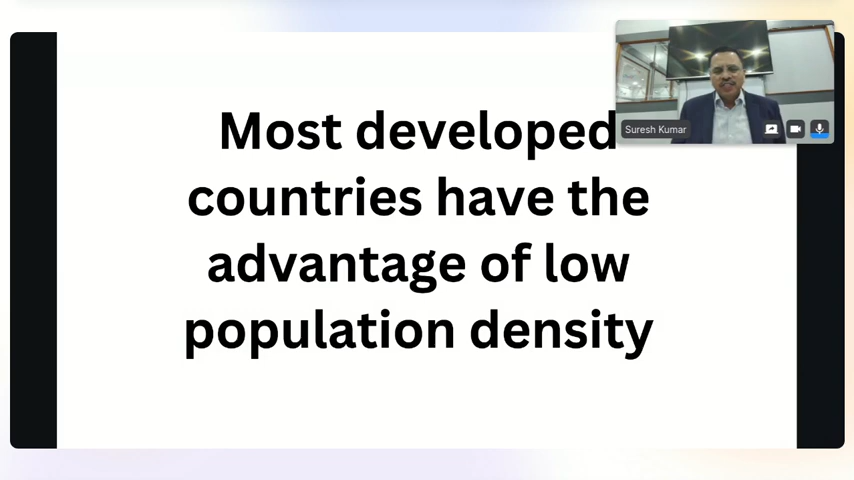 Most developed
countries have the
advantage of low
population density
Suresh Kumar